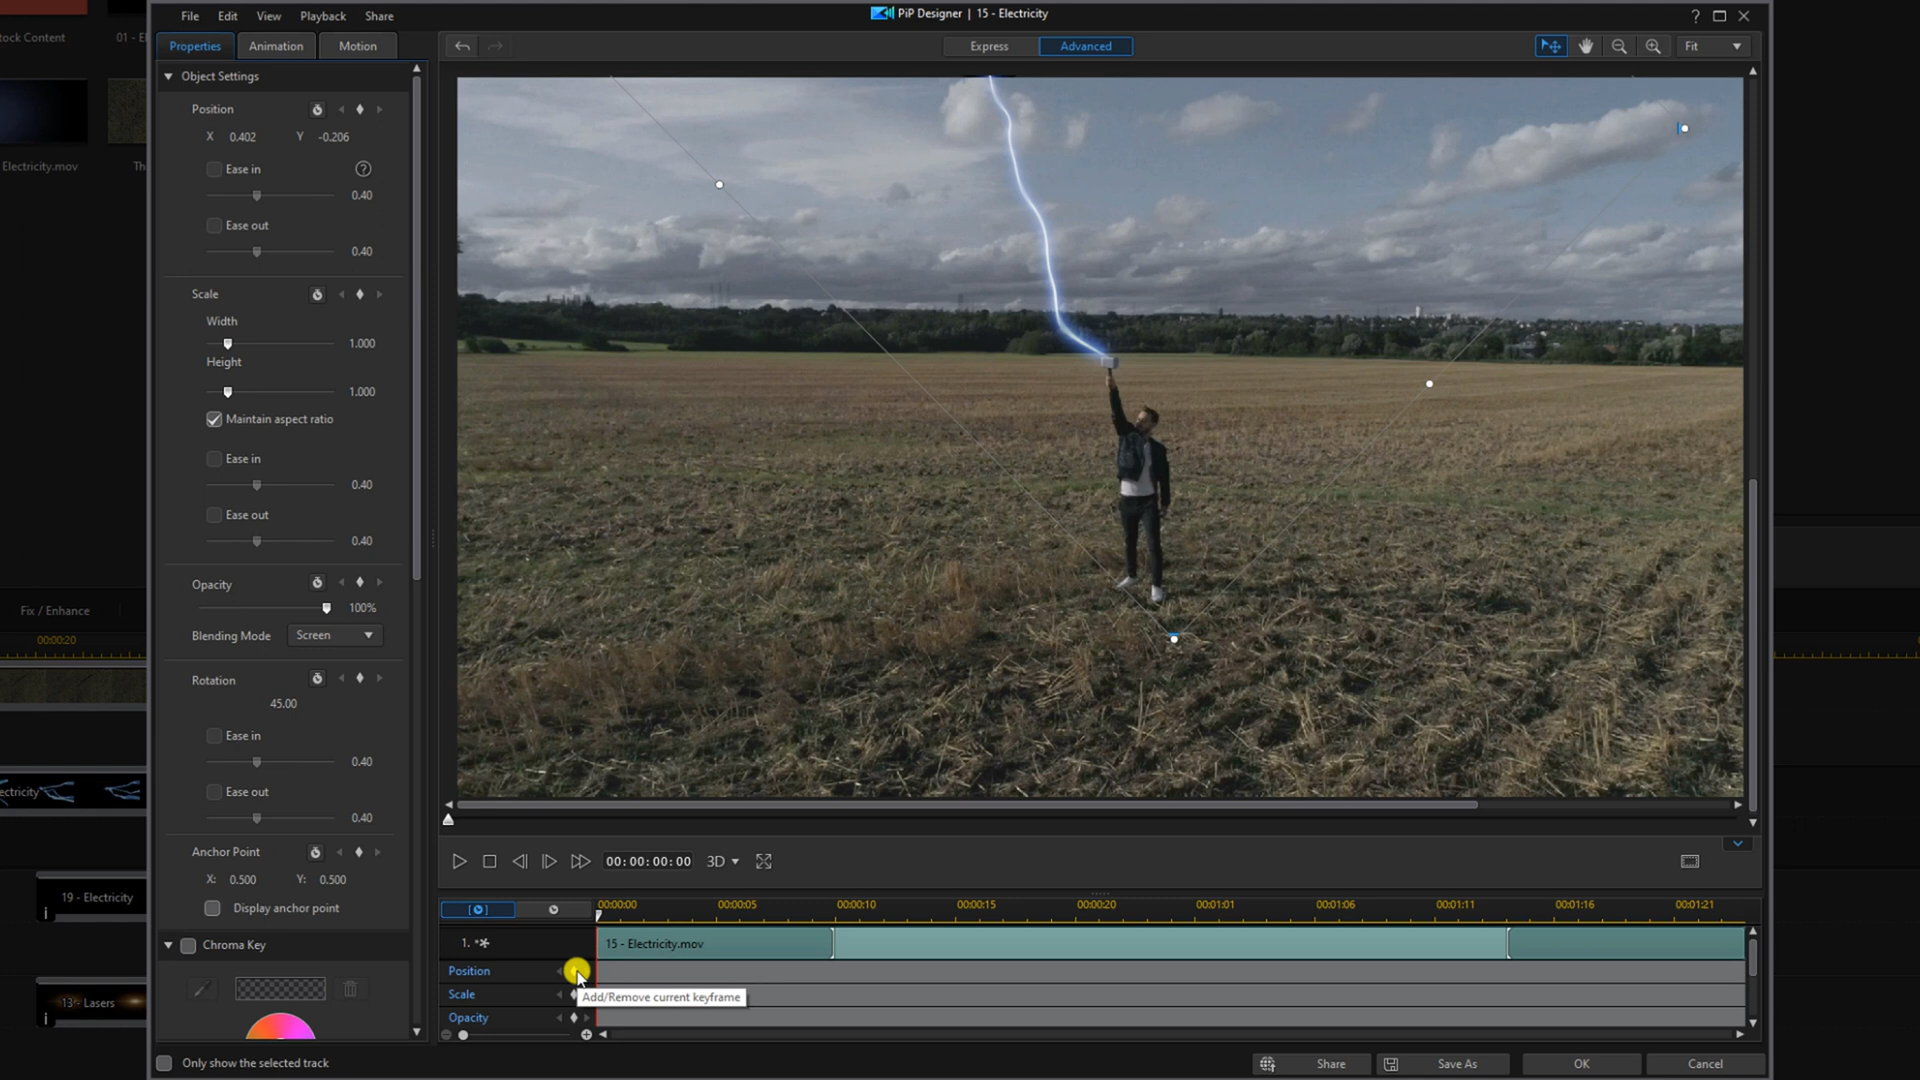 File Edit View Playback Share
PiP Designer | 15 - Electricity
?
Properties Animation Motion
Express Advanced
Fit
Object Settings
Position
X 0.402 Y -0.206
Ease in ?
0.40
Ease out
0.40
Scale
Width
1.000
Height
1.000
Maintain aspect ratio
Ease in
0.40
Ease out
0.40
Opacity
100%
Blending Mode Screen
Rotation
45.00
Ease in
0.40
Ease out
0.40
Anchor Point
X: 0.500 Y: 0.500
Display anchor point
Chroma Key
Only show the selected track
tock Content
01 - El
Electricity.mov
Th
Fix / Enhance
00:00:20
ectricity
19 - Electricity
i
13 - Lasers
i
00:00:00:00 3D
00:00:00 00:00:05 00:00:10 00:00:15 00:00:20 00:01:01 00:01:06 00:01:11 00:01:16 00:01:21
1. 15 - Electricity.mov
Position
Add/Remove current keyframe
Scale
Opacity
Share Save As OK Cancel